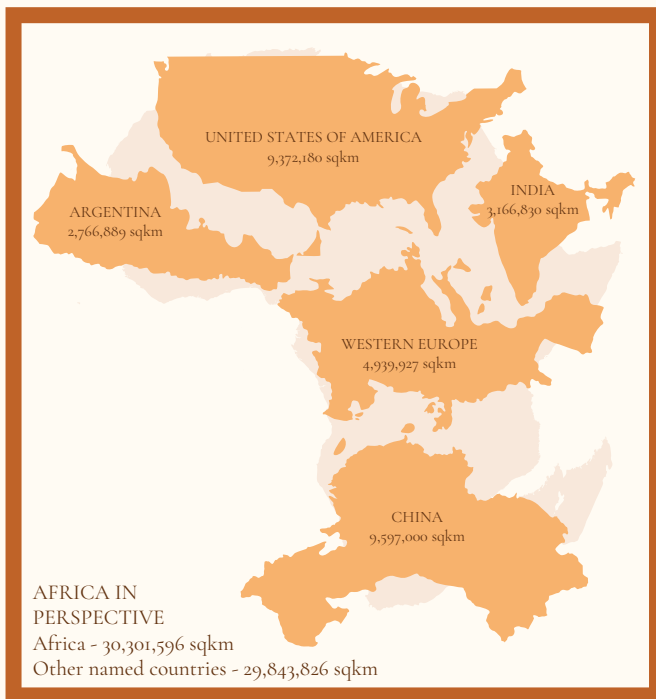 UNITED STATES OF AMERICA
9,372,180 sqkm
INDIA
3,166,830 sqkm
ARGENTINA
2,766,889 sqkm
WESTERN EUROPE
4,939,927 sqkm
CHINA
9,597,000 sqkm
AFRICA IN
PERSPECTIVE
Africa - 30,301,596 sqkm
Other named countries - 29,843,826 sqkm